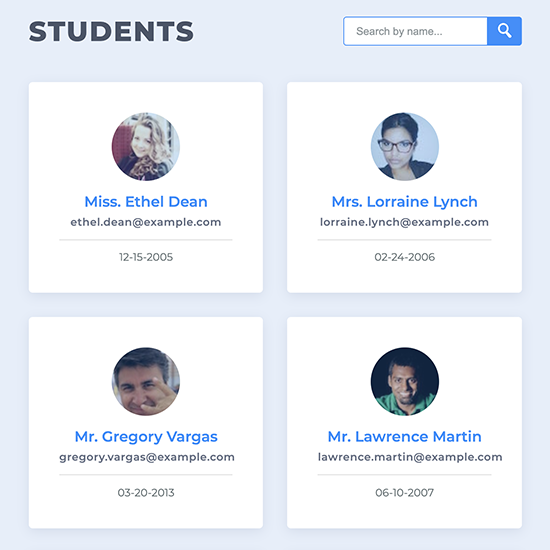 STUDENTS
Search by name...
Miss. Ethel Dean
ethel.dean@example.com
12-15-2005
Mrs. Lorraine Lynch
lorraine.lynch@example.com
02-24-2006
Mr. Gregory Vargas
gregory.vargas@example.com
03-20-2013
Mr. Lawrence Martin
lawrence.martin@example.com
06-10-2007